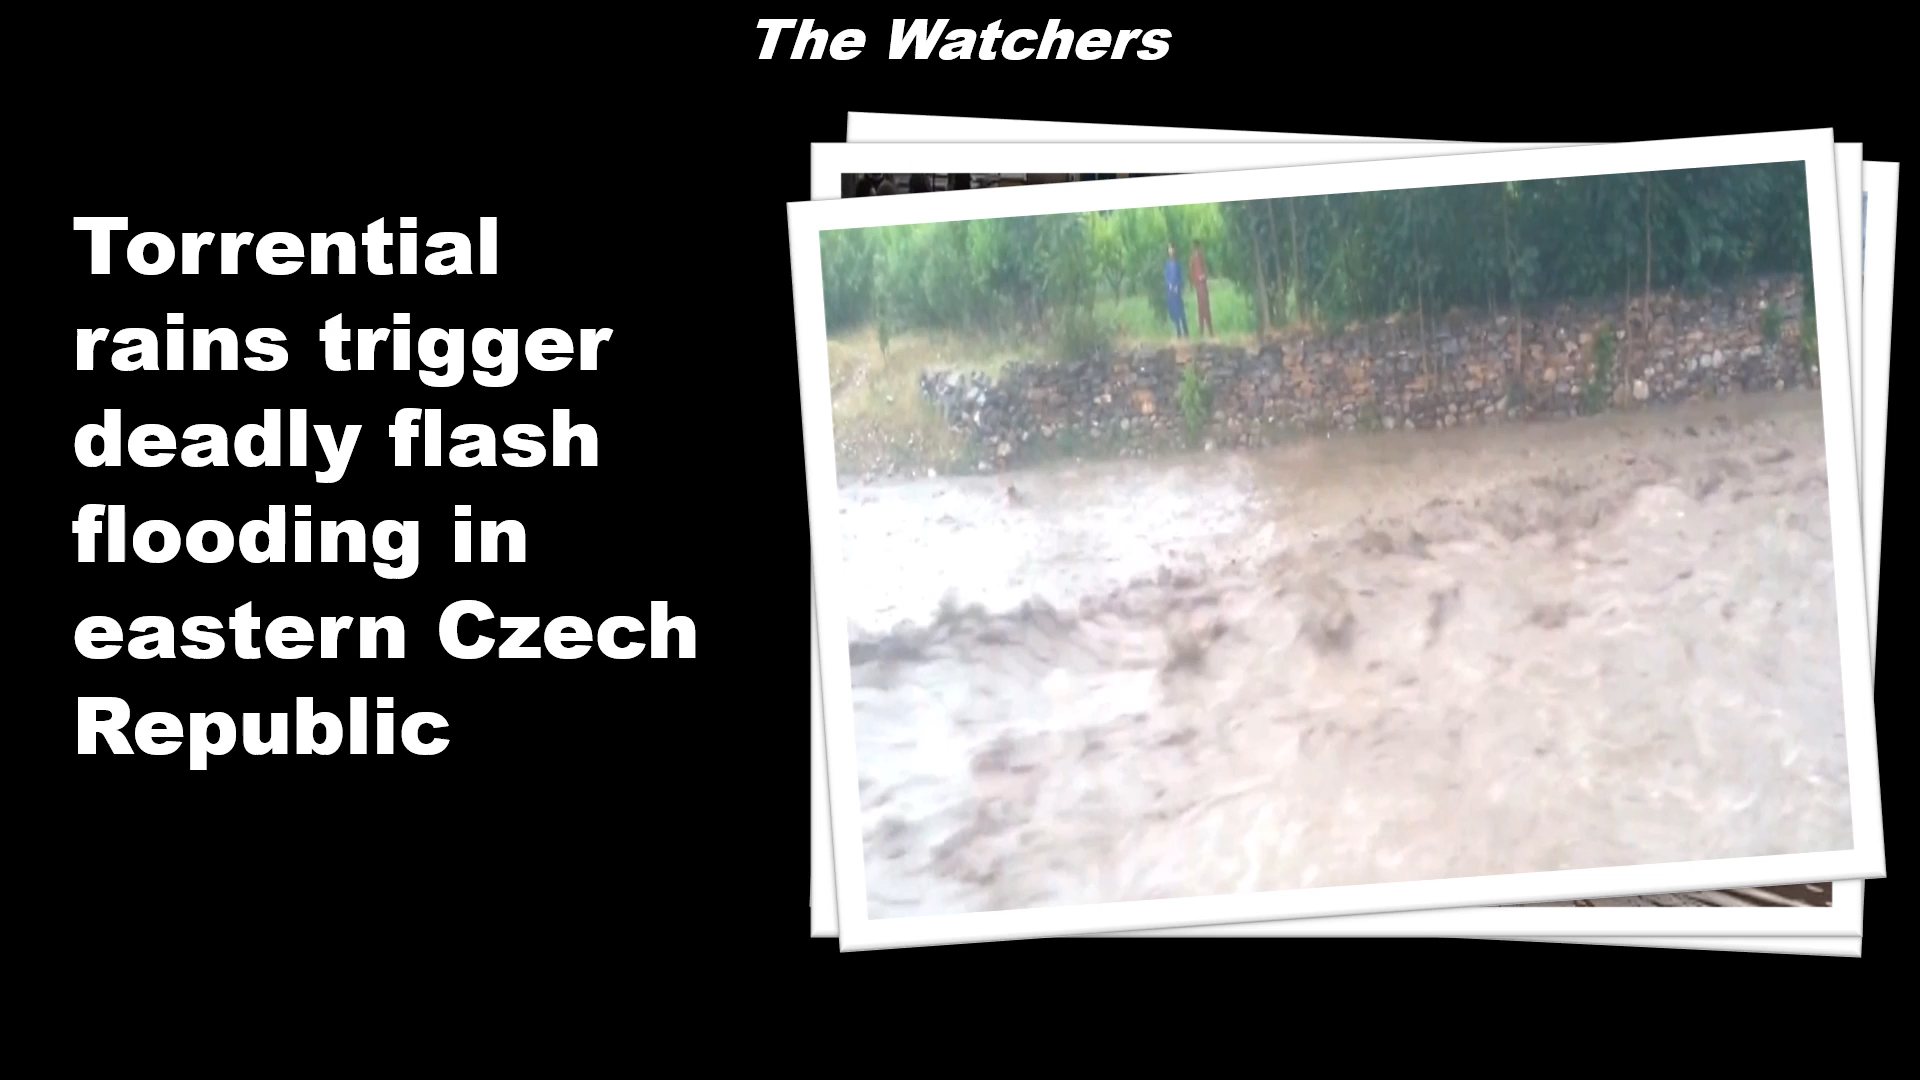 The Watchers
Torrential
rains trigger
deadly flash
flooding in
eastern Czech
Republic